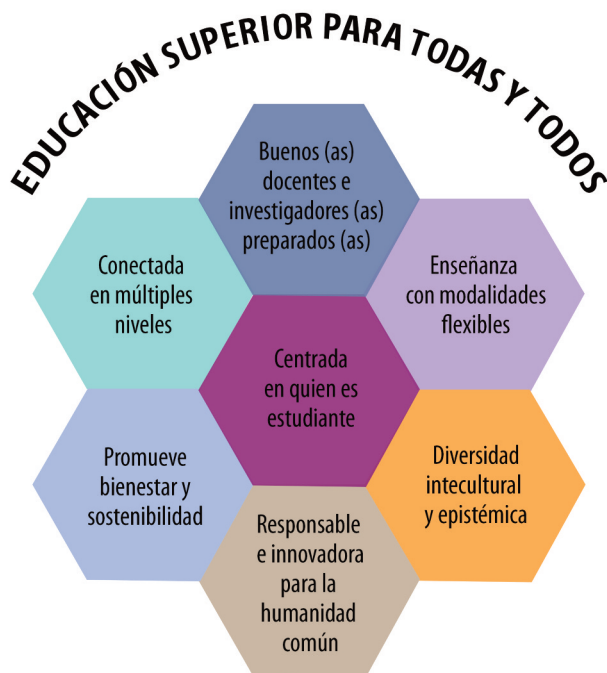 EDUCACIÓN SUPERIOR PARA TODAS Y TODOS
Buenos (as)
docentes e
investigadores (as)
preparados (as)
Conectada
en múltiples
niveles
Enseñanza
con modalidades
flexibles
Centrada
en quien es
estudiante
Promueve
bienestar y
sostenibilidad
Diversidad
intecultural
y epistémica
Responsable
e innovadora
para la
humanidad
común